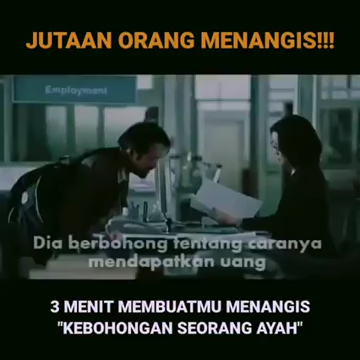 JUTAAN ORANG MENANGIS!!!
Employment
Dia berbohong tentang caranya
mendapatkan uang
3 MENIT MEMBUATMU MENANGIS
"KEBOHONGAN SEORANG AYAH"